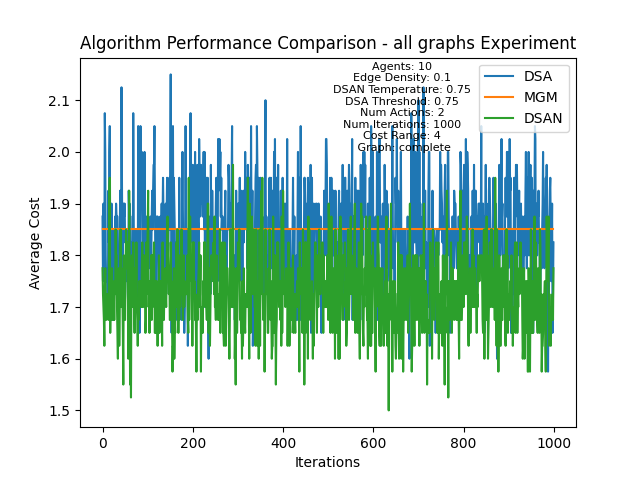 Algorithm Performance Comparison - all graphs Experiment
Agents: 10
Edge Density: 0.1
DSAN Temperature: 0.75
DSA Threshold: 0.75
Num Actions: 2
Num Iterations: 1000
Cost Range: 4
Graph: complete
DSA
MGM
DSAN
Average Cost
2.1
2.0
1.9
1.8
1.7
1.6
1.5
0
200
400
600
800
1000
Iterations